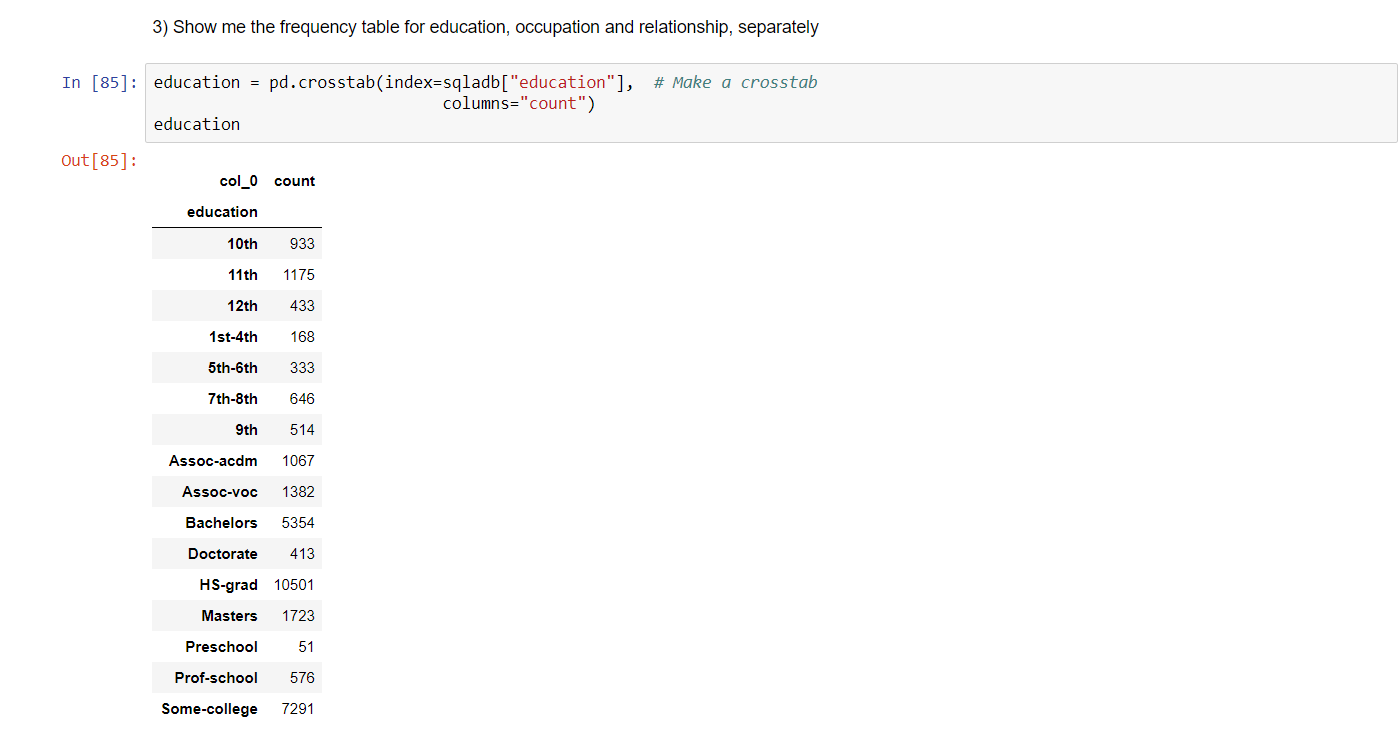 3) Show me the frequency table for education, occupation and relationship, separately
In [85]: education = pd.crosstab(index=sqladb["education"],  # Make a crosstab
columns="count")
education
Out[85]:
col_0 count
education
10th 933
11th 1175
12th 433
1st-4th 168
5th-6th 333
7th-8th 646
9th 514
Assoc-acdm 1067
Assoc-voc 1382
Bachelors 5354
Doctorate 413
HS-grad 10501
Masters 1723
Preschool 51
Prof-school 576
Some-college 7291